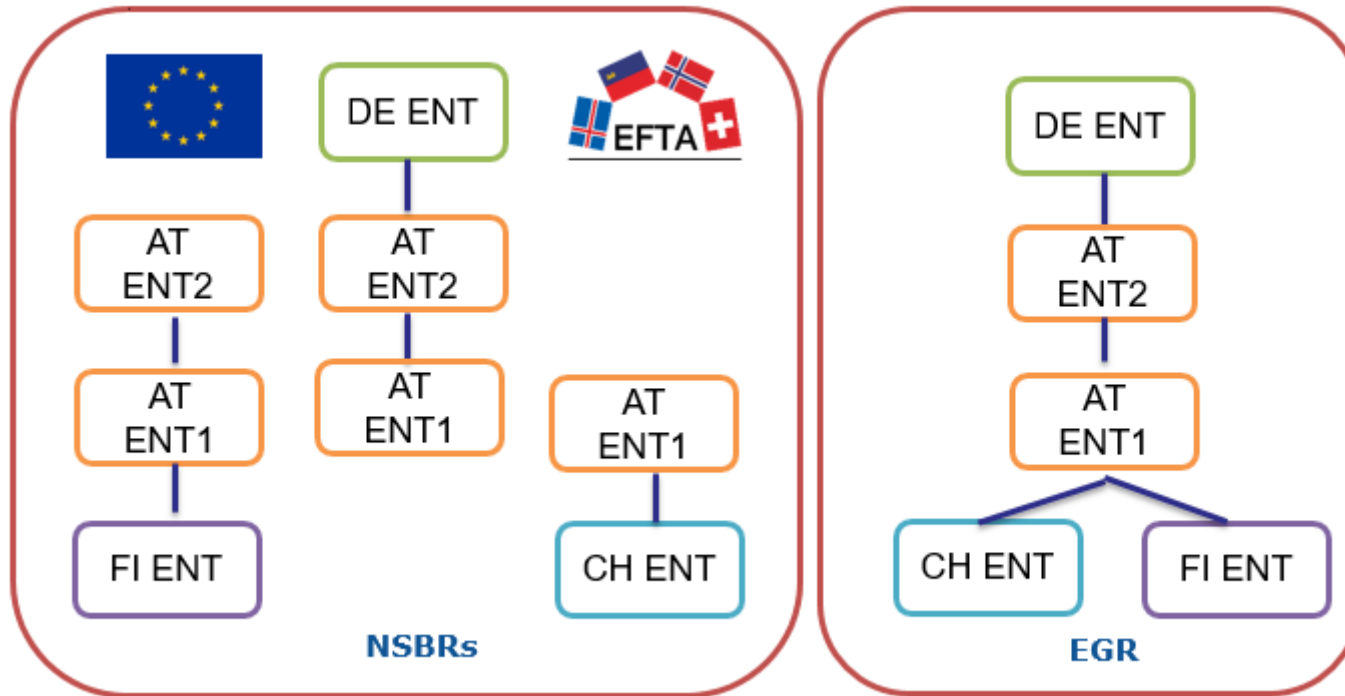 DE ENT
EFTA
AT
ENT2
AT
ENT2
AT
ENT1
AT
ENT1
AT
ENT1
FI ENT
CH ENT
NSBRs
DE ENT
AT
ENT2
AT
ENT1
CH ENT
FI ENT
EGR